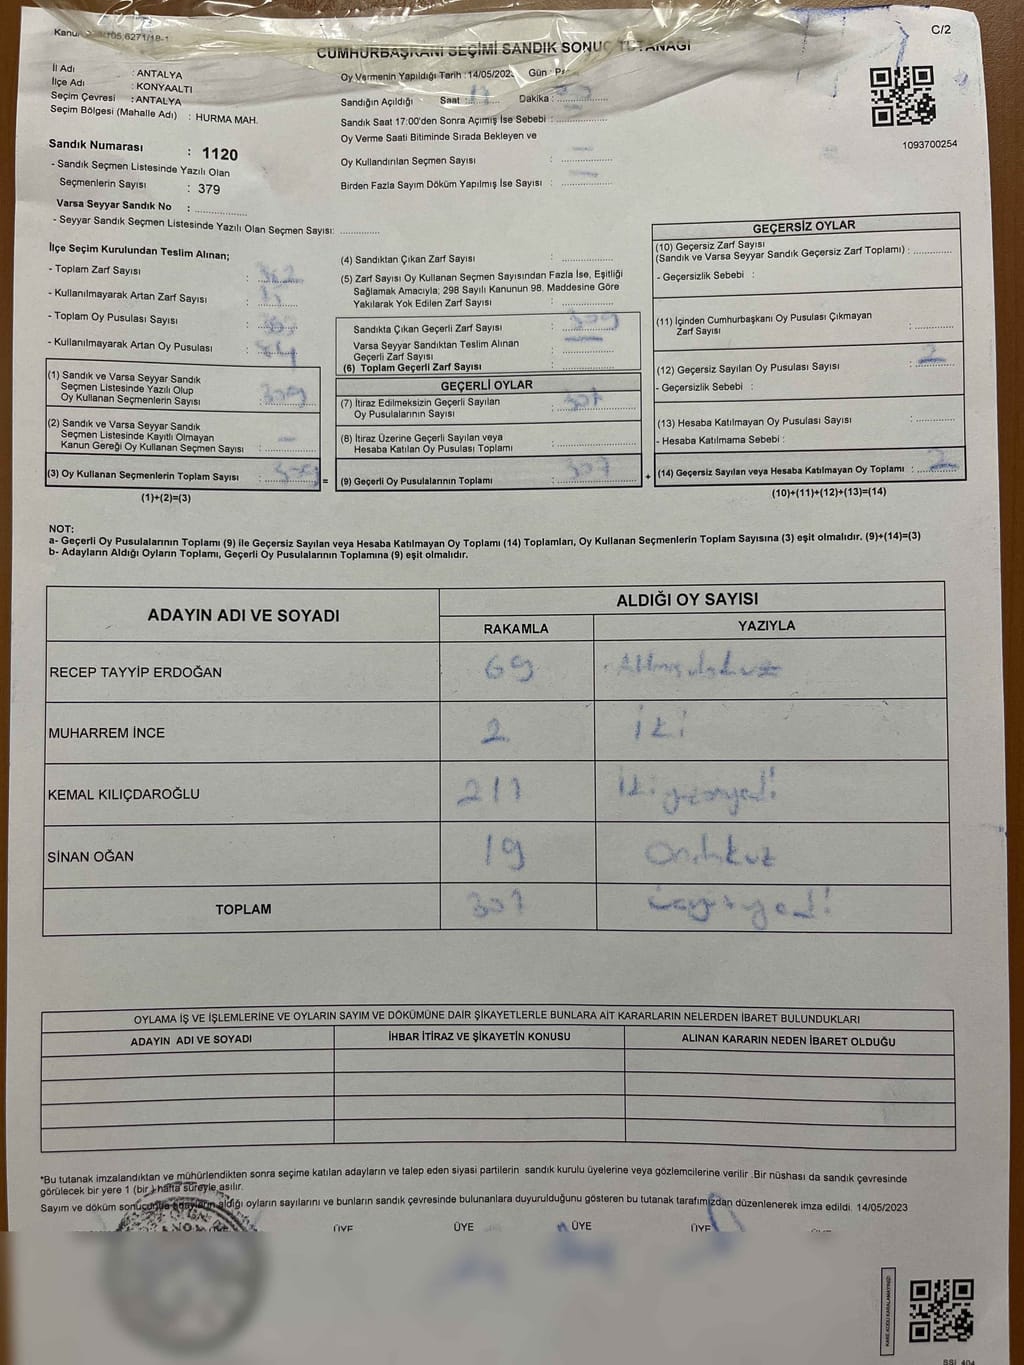 C/2
CUMHURBAŞKANI SEÇİMİ SANDIK SONUÇ TUTANAĞI
İl Adı : ANTALYA
İlçe Adı : KONYAALTI
Seçim Çevresi : ANTALYA
Seçim Bölgesi (Mahalle Adı) : HURMA MAH.
Oy Vermenin Yapıldığı Tarih : 14/05/202 Gün :
Sandığın Açıldığı Saat : 17 Dakika :
Sandık Saat 17:00'den Sonra Açımış İse Sebebi :
Oy Verme Saati Bitiminde Sırada Bekleyen ve
Oy Kullandırılan Seçmen Sayısı :
Birden Fazla Sayım Döküm Yapılmış İse Sayısı :
1093700254
Sandık Numarası : 1120
- Sandık Seçmen Listesinde Yazılı Olan
Seçmenlerin Sayısı : 379
Varsa Seyyar Sandık No :
- Seyyar Sandık Seçmen Listesinde Yazılı Olan Seçmen Sayısı:
İlçe Seçim Kurulundan Teslim Alınan;
- Toplam Zarf Sayısı :
- Kullanılmayarak Artan Zarf Sayısı :
- Toplam Oy Pusulası Sayısı :
- Kullanılmayarak Artan Oy Pusulası :
(1) Sandık ve Varsa Seyyar Sandık
Seçmen Listesinde Yazılı Olup
Oy Kullanan Seçmenlerin Sayısı : 309
(2) Sandık ve Varsa Seyyar Sandık
Seçmen Listesinde Kayıtlı Olmayan
Kanun Gereği Oy Kullanan Seçmen Sayısı : –
(3) Oy Kullanan Seçmenlerin Toplam Sayısı : 309
(1)+(2)=(3)
(4) Sandıktan Çıkan Zarf Sayısı :
(5) Zarf Sayısı Oy Kullanan Seçmen Sayısından Fazla İse, Eşitliği
Sağlamak Amacıyla; 298 Sayılı Kanunun 98. Maddesine Göre
Yakılarak Yok Edilen Zarf Sayısı :
Sandıkta Çıkan Geçerli Zarf Sayısı : 309
Varsa Seyyar Sandıktan Teslim Alınan
Geçerli Zarf Sayısı :
(6) Toplam Geçerli Zarf Sayısı :
GEÇERLİ OYLAR
(7) İtiraz Edilmeksizin Geçerli Sayılan
Oy Pusulalarının Sayısı : 307
(8) İtiraz Üzerine Geçerli Sayılan veya
Hesaba Katılan Oy Pusulası Toplamı :
= (9) Geçerli Oy Pusulalarının Toplamı : 307
GEÇERSİZ OYLAR
(10) Geçersiz Zarf Sayısı
(Sandık ve Varsa Seyyar Sandık Geçersiz Zarf Toplamı) :
- Geçersizlik Sebebi :
(11) İçinden Cumhurbaşkanı Oy Pusulası Çıkmayan
Zarf Sayısı :
(12) Geçersiz Sayılan Oy Pusulası Sayısı : 2
- Geçersizlik Sebebi :
(13) Hesaba Katılmayan Oy Pusulası Sayısı :
- Hesaba Katılmama Sebebi :
+ (14) Geçersiz Sayılan veya Hesaba Katılmayan Oy Toplamı : 2
(10)+(11)+(12)+(13)=(14)
NOT:
a- Geçerli Oy Pusulalarının Toplamı (9) ile Geçersiz Sayılan veya Hesaba Katılmayan Oy Toplamı (14) Toplamları, Oy Kullanan Seçmenlerin Toplam Sayısına (3) eşit olmalıdır. (9)+(14)=(3)
b- Adayların Aldığı Oyların Toplamı, Geçerli Oy Pusulalarının Toplamına (9) eşit olmalıdır.
ADAYIN ADI VE SOYADI
ALDIĞI OY SAYISI
RAKAMLA YAZIYLA
RECEP TAYYİP ERDOĞAN 69 Altmışdokuz
MUHARREM İNCE 2 iki
KEMAL KILIÇDAROĞLU 217 ikiyüzonyedi
SİNAN OĞAN 19 Ondokuz
TOPLAM 307 üçyüzyedi
OYLAMA İŞ VE İŞLEMLERİNE VE OYLARIN SAYIM VE DÖKÜMÜNE DAİR ŞİKAYETLERLE BUNLARA AİT KARARLARIN NELERDEN İBARET BULUNDUKLARI
ADAYIN ADI VE SOYADI İHBAR İTİRAZ VE ŞİKAYETİN KONUSU ALINAN KARARIN NEDEN İBARET OLDUĞU
*Bu tutanak imzalandıktan ve mühürlendikten sonra seçime katılan adayların ve talep eden siyasi partilerin sandık kurulu üyelerine veya gözlemcilerine verilir .Bir nüshası da sandık çevresinde
görülecek bir yere 1 (bir ) hafta süreyle asılır.
Sayım ve döküm sonucunda adayların aldığı oyların sayılarını ve bunların sandık çevresinde bulunanlara duyurulduğunu gösteren bu tutanak tarafımızdan düzenlenerek imza edildi. 14/05/2023
ÜYE ÜYE ÜYE ÜYE